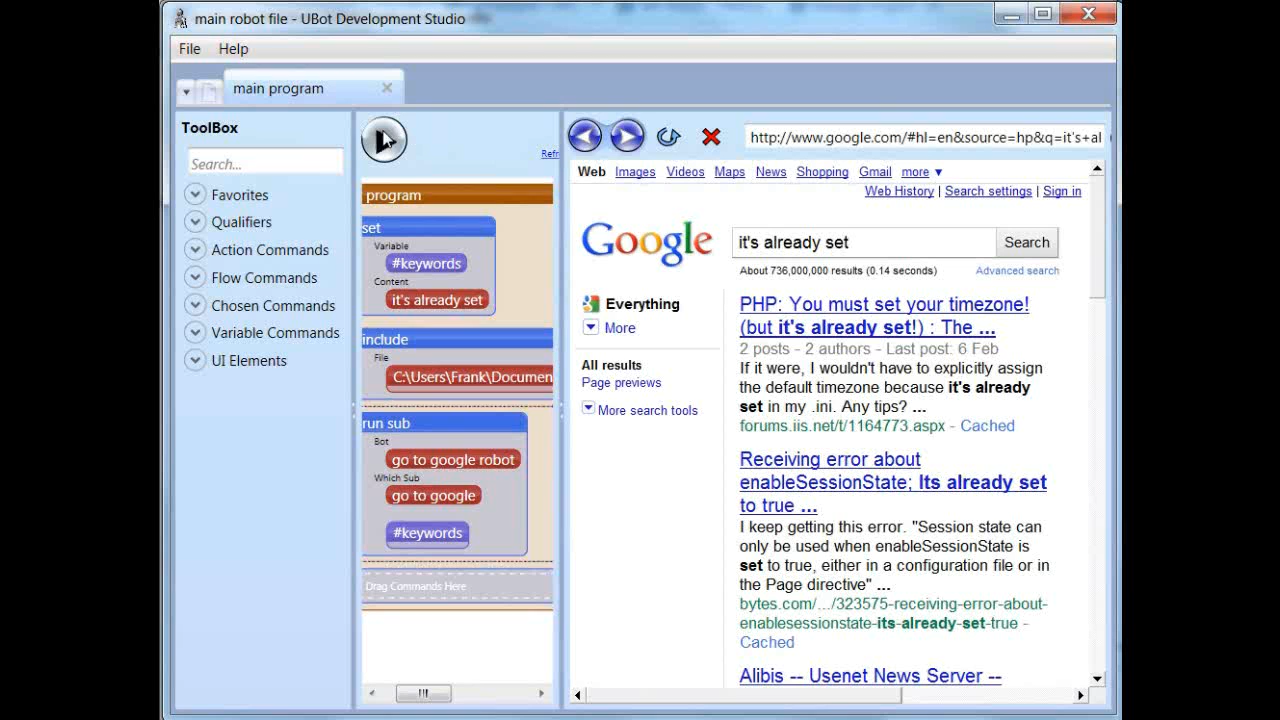 main robot file - UBot Development Studio
File Help
main program
ToolBox
Search...
Favorites
Qualifiers
Action Commands
Flow Commands
Chosen Commands
Variable Commands
UI Elements
Refr
program
set
Variable
#keywords
Content
it's already set
include
File
C:\Users\Frank\Documen
run sub
Bot
go to google robot
Which Sub
go to google
#keywords
Drag Commands Here
http://www.google.com/#hl=en&source=hp&q=it's+al
Web Images Videos Maps News Shopping Gmail more ▼
Web History | Search settings | Sign in
Google
it's already set Search
About 736,000,000 results (0.14 seconds) Advanced search
Everything
More
All results
Page previews
More search tools
PHP: You must set your timezone!
(but it's already set!) : The ...
2 posts - 2 authors - Last post: 6 Feb
If it were, I wouldn't have to explicitly assign
the default timezone because it's already
set in my .ini. Any tips? ...
forums.iis.net/t/1164773.aspx - Cached
Receiving error about
enableSessionState; Its already set
to true ...
I keep getting this error. "Session state can
only be used when enableSessionState is
set to true, either in a configuration file or in
the Page directive" ...
bytes.com/.../323575-receiving-error-about-
enablesessionstate-its-already-set-true -
Cached
Alibis -- Usenet News Server --